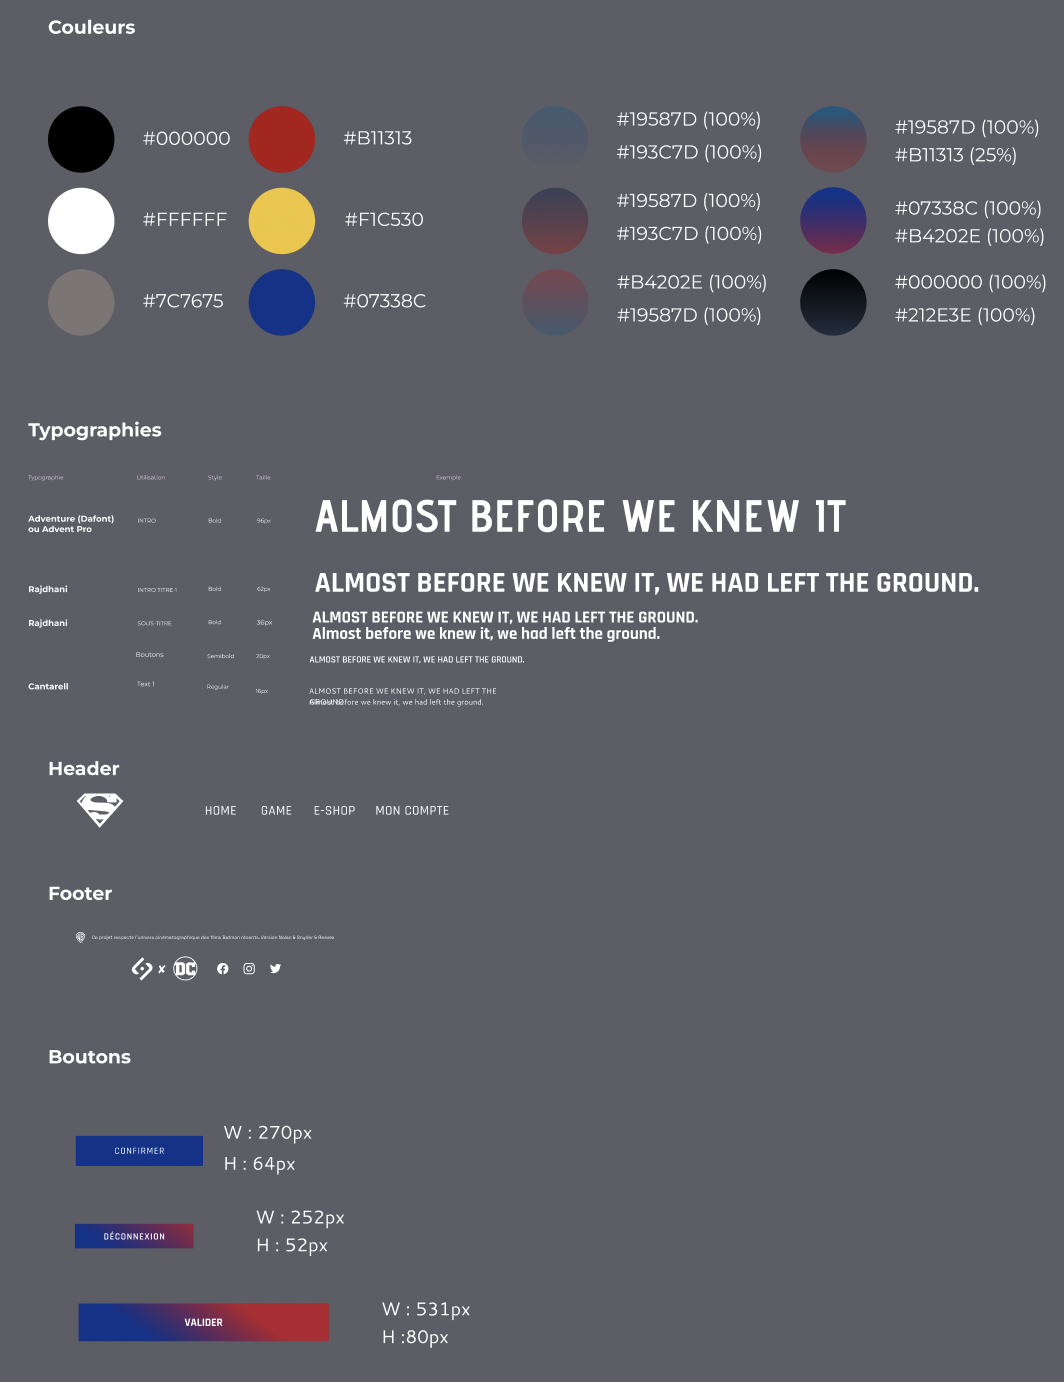 Couleurs
#000000
#B11313
#19587D (100%)
#193C7D (100%)
#19587D (100%)
#B11313 (25%)
#FFFFFF
#F1C530
#19587D (100%)
#193C7D (100%)
#07338C (100%)
#B4202E (100%)
#7C7675
#07338C
#B4202E (100%)
#19587D (100%)
#000000 (100%)
#212E3E (100%)
Typographies
Typographie Utilisation Style Taille Exemple
Adventure (Dafont)
ou Advent Pro
INTRO Bold 96px
ALMOST BEFORE WE KNEW IT
Rajdhani INTRO TITRE 1 Bold 62px
ALMOST BEFORE WE KNEW IT, WE HAD LEFT THE GROUND.
Rajdhani SOUS-TITRE Bold 36px
ALMOST BEFORE WE KNEW IT, WE HAD LEFT THE GROUND.
Almost before we knew it, we had left the ground.
Boutons Semibold 20px
ALMOST BEFORE WE KNEW IT, WE HAD LEFT THE GROUND.
Cantarell Text 1 Regular 16px
ALMOST BEFORE WE KNEW IT, WE HAD LEFT THE
GROUND.
Almost before we knew it, we had left the ground.
Header
HOME GAME E-SHOP MON COMPTE
Footer
Ce projet respecte l'univers cinématographique des films Batman récents. Version Nolan & Snyder & Reeves
x DC
Boutons
CONFIRMER
W : 270px
H : 64px
DÉCONNEXION
W : 252px
H : 52px
VALIDER
W : 531px
H :80px